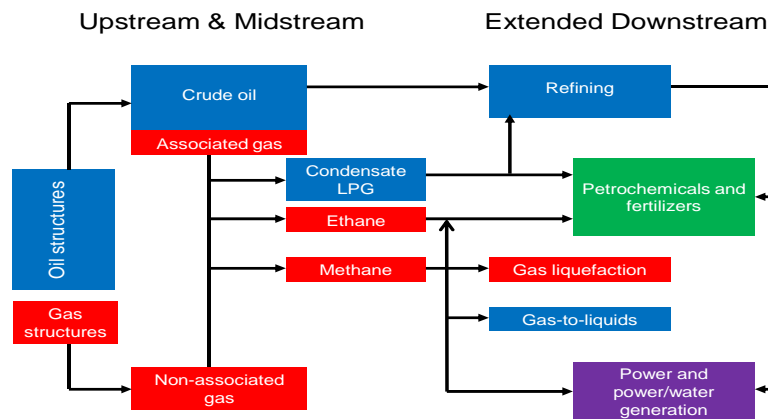 Upstream & Midstream
Extended Downstream
Crude oil
Associated gas
Refining
Oil structures
Condensate
LPG
Petrochemicals and
fertilizers
Ethane
Methane
Gas liquefaction
Gas
structures
Gas-to-liquids
Non-associated
gas
Power and
power/water
generation